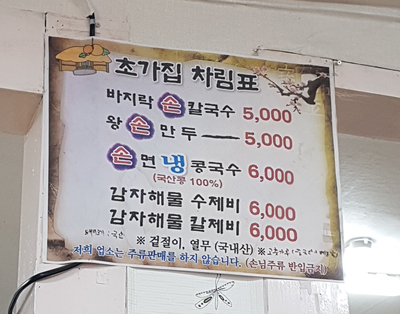 초가집 차림표
바지락 손 칼국수 5,000
왕 손 만두 5,000
손 면 냉콩국수 6,000
(국산콩 100%)
감자해물 수제비 6,000
감자해물 칼제비 6,000
※ 겉절이, 열무 (국내산) ※
저희 업소는 주류판매를 하지 않습니다. (손님주류 반입금지)